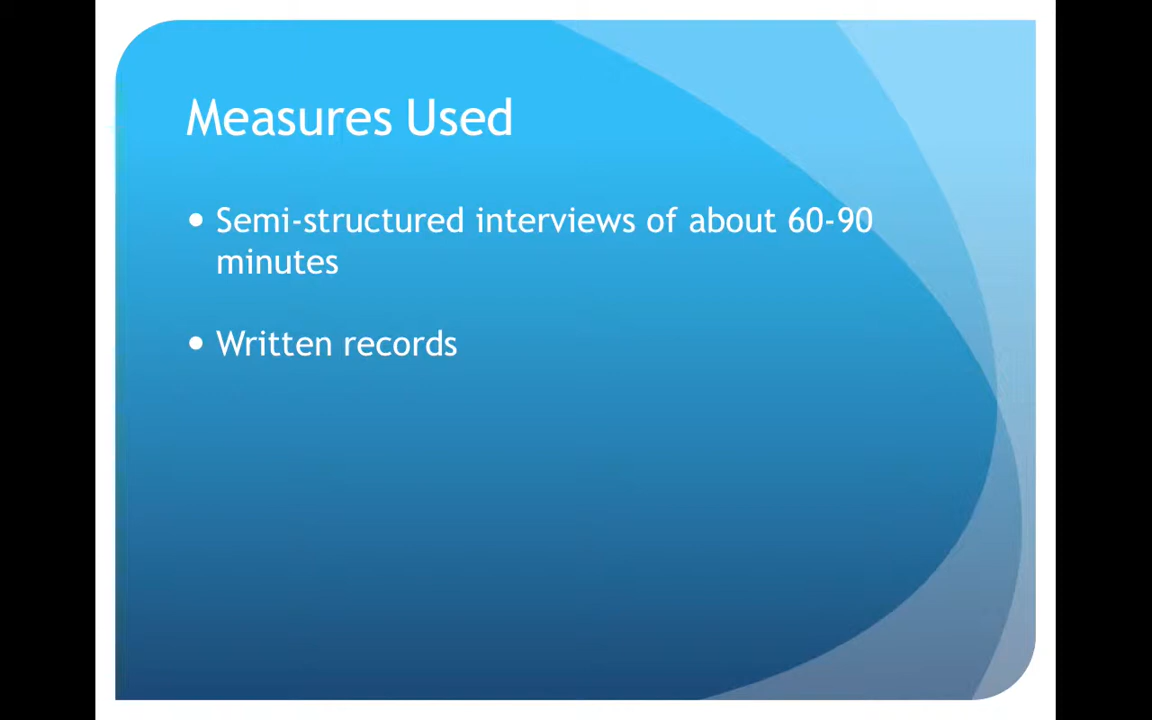 Measures Used
• Semi-structured interviews of about 60-90
minutes
• Written records